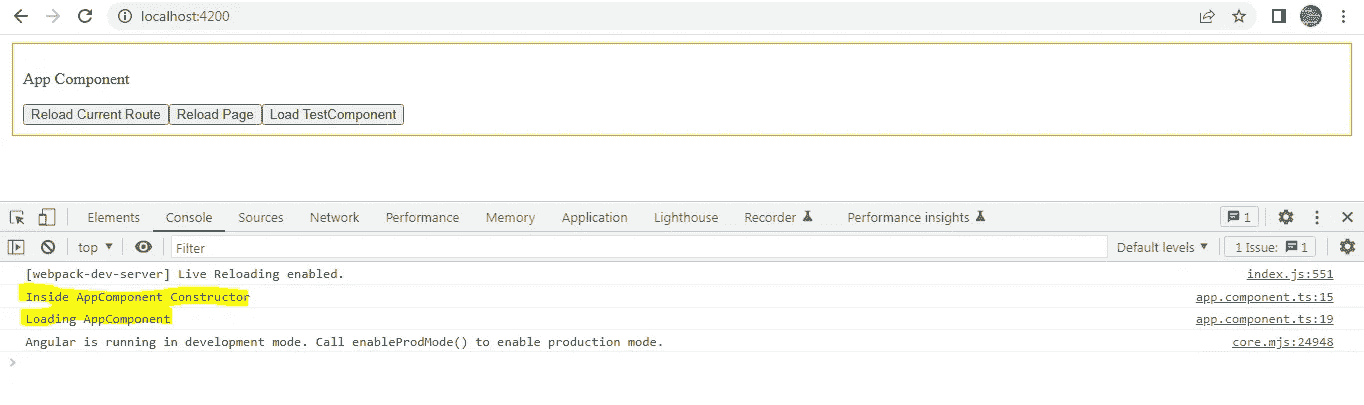 localhost:4200
App Component
Reload Current Route Reload Page Load TestComponent
Elements Console Sources Network Performance Memory Application Lighthouse Recorder Performance insights 1
top Filter Default levels 1 Issue: 1
[webpack-dev-server] Live Reloading enabled. index.js:551
Inside AppComponent Constructor app.component.ts:15
Loading AppComponent app.component.ts:19
Angular is running in development mode. Call enableProdMode() to enable production mode. core.mjs:24948